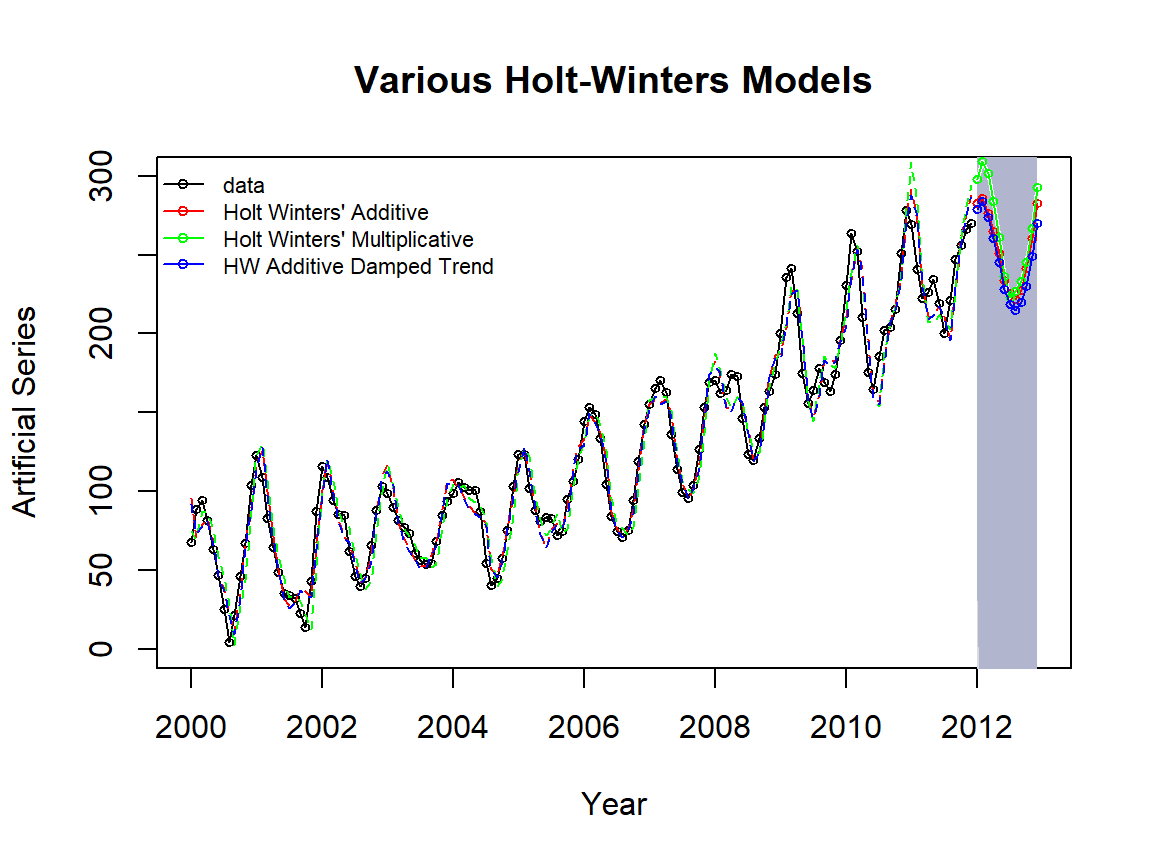 Various Holt-Winters Models
data
Holt Winters' Additive
Holt Winters' Multiplicative
HW Additive Damped Trend
Artificial Series
300
200
100
50
0
2000 2002 2004 2006 2008 2010 2012
Year